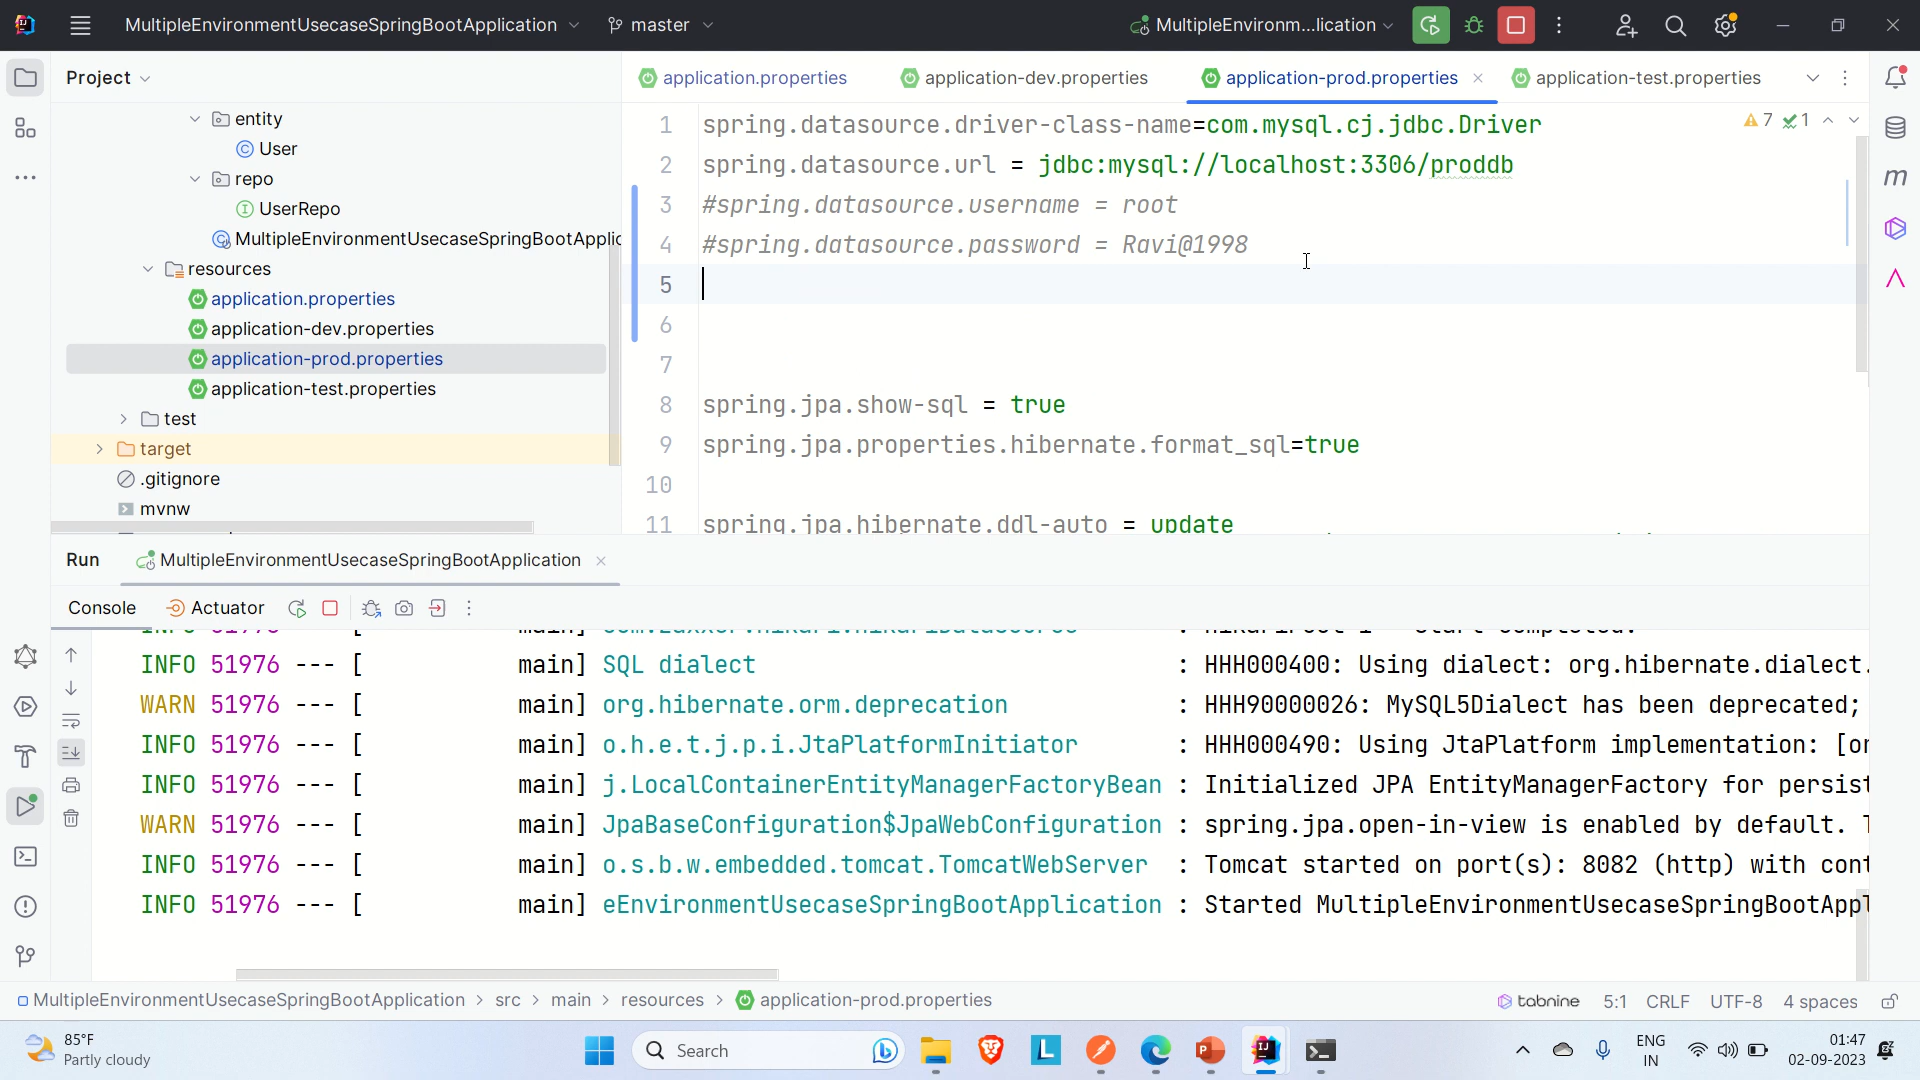 MultipleEnvironmentUsecaseSpringBootApplication
master
MultipleEnvironm...lication
Project
application.properties
application-dev.properties
application-prod.properties
application-test.properties
entity
User
repo
UserRepo
MultipleEnvironmentUsecaseSpringBootApplic
resources
application.properties
application-dev.properties
application-prod.properties
application-test.properties
test
target
.gitignore
mvnw
7 1
1 spring.datasource.driver-class-name=com.mysql.cj.jdbc.Driver
2 spring.datasource.url = jdbc:mysql://localhost:3306/proddb
3 #spring.datasource.username = root
4 #spring.datasource.password = Ravi@1998
5
6
7
8 spring.jpa.show-sql = true
9 spring.jpa.properties.hibernate.format_sql=true
10
11 spring.jpa.hibernate.ddl-auto = update
Run
MultipleEnvironmentUsecaseSpringBootApplication
Console
Actuator
INFO 51976 --- [ main] SQL dialect : HHH000400: Using dialect: org.hibernate.dialect.
WARN 51976 --- [ main] org.hibernate.orm.deprecation : HHH90000026: MySQL5Dialect has been deprecated;
INFO 51976 --- [ main] o.h.e.t.j.p.i.JtaPlatformInitiator : HHH000490: Using JtaPlatform implementation: [or
INFO 51976 --- [ main] j.LocalContainerEntityManagerFactoryBean : Initialized JPA EntityManagerFactory for persist
WARN 51976 --- [ main] JpaBaseConfiguration$JpaWebConfiguration : spring.jpa.open-in-view is enabled by default.
INFO 51976 --- [ main] o.s.b.w.embedded.tomcat.TomcatWebServer : Tomcat started on port(s): 8082 (http) with cont
INFO 51976 --- [ main] eEnvironmentUsecaseSpringBootApplication : Started MultipleEnvironmentUsecaseSpringBootAppl
MultipleEnvironmentUsecaseSpringBootApplication > src > main > resources > application-prod.properties
tabnine 5:1 CRLF UTF-8 4 spaces
85°F
Partly cloudy
Search
ENG
IN
01:47
02-09-2023